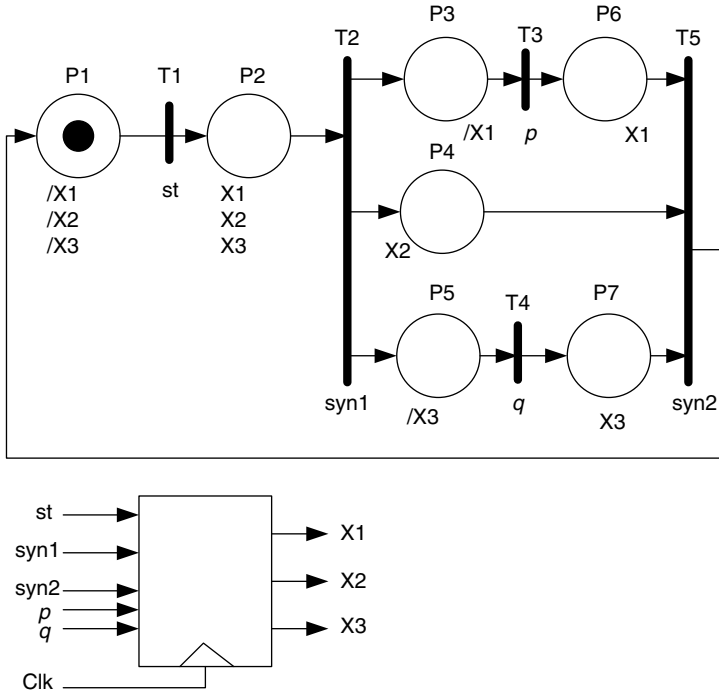 P3
T3
P6
T2
T5
P1
T1
P2
/X1
p
X1
P4
/X1
/X2
/X3
st
X1
X2
X3
X2
P5
T4
P7
syn1
/X3
q
X3
syn2
st
syn1
syn2
p
q
Clk
X1
X2
X3